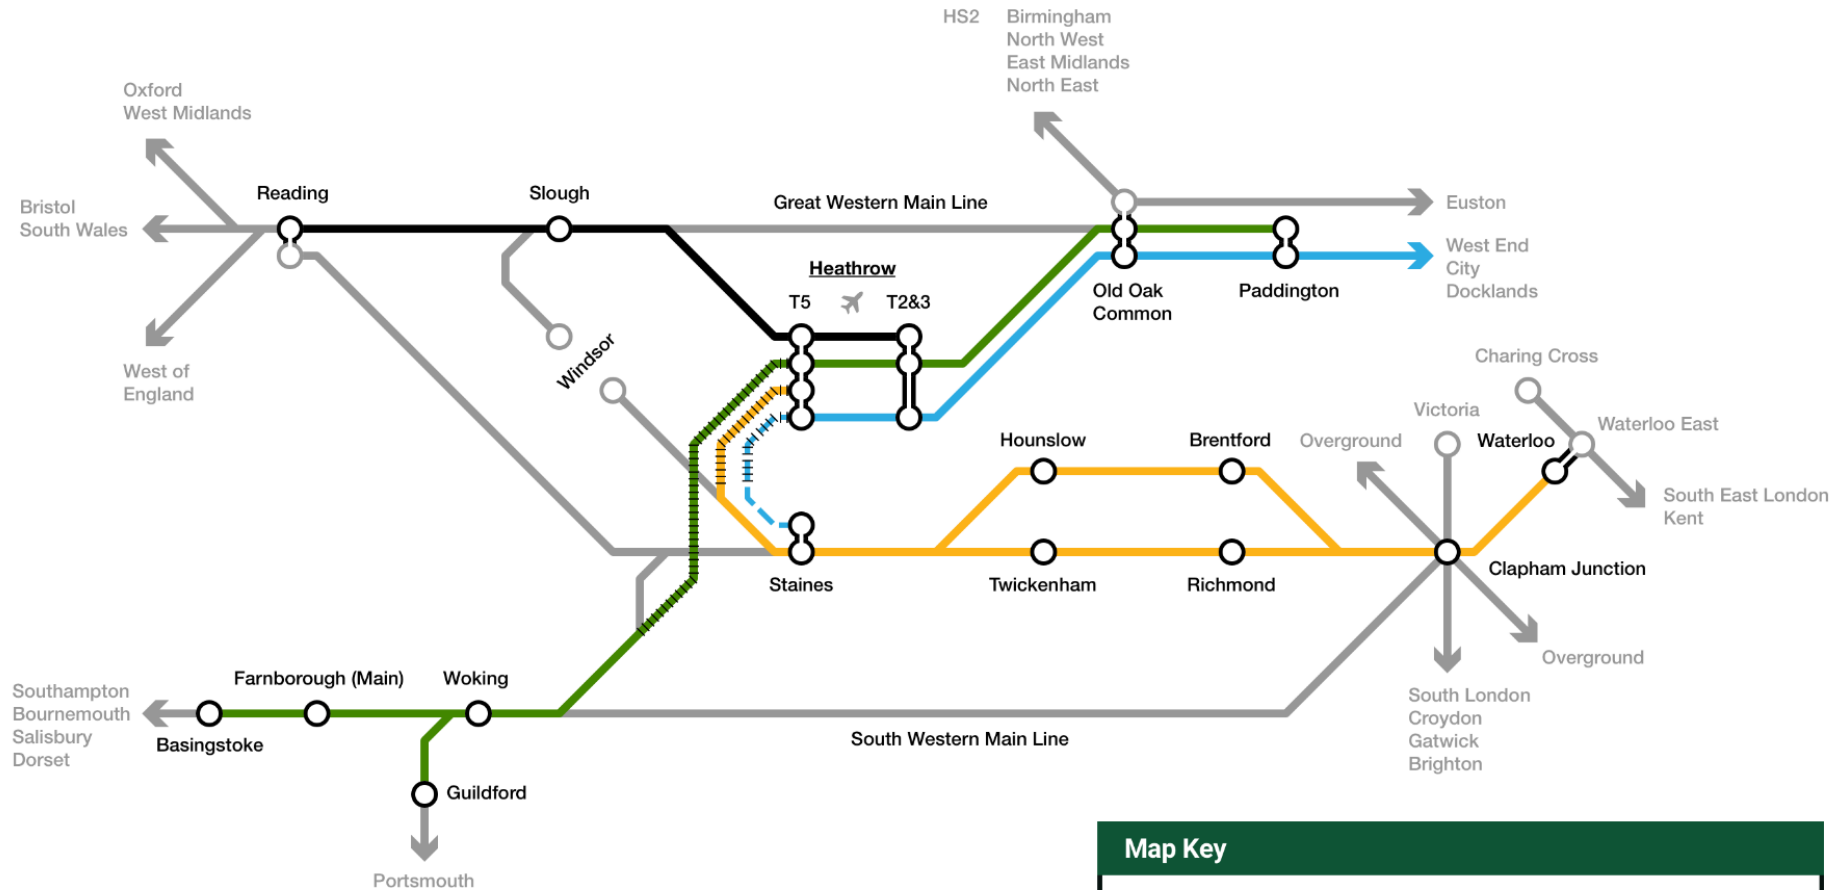 HS2
Birmingham
North West
East Midlands
North East
Oxford
West Midlands
Reading
Slough
Great Western Main Line
Euston
Bristol
South Wales
West End
City
Docklands
Heathrow
T5
T2&3
Old Oak
Common
Paddington
Windsor
West of
England
Charing Cross
Victoria
Waterloo East
Hounslow
Brentford
Overground
Waterloo
South East London
Kent
Staines
Twickenham
Richmond
Clapham Junction
Overground
Southampton
Bournemouth
Salisbury
Dorset
Farnborough (Main)
Woking
Basingstoke
South Western Main Line
South London
Croydon
Gatwick
Brighton
Guildford
Portsmouth
Map Key